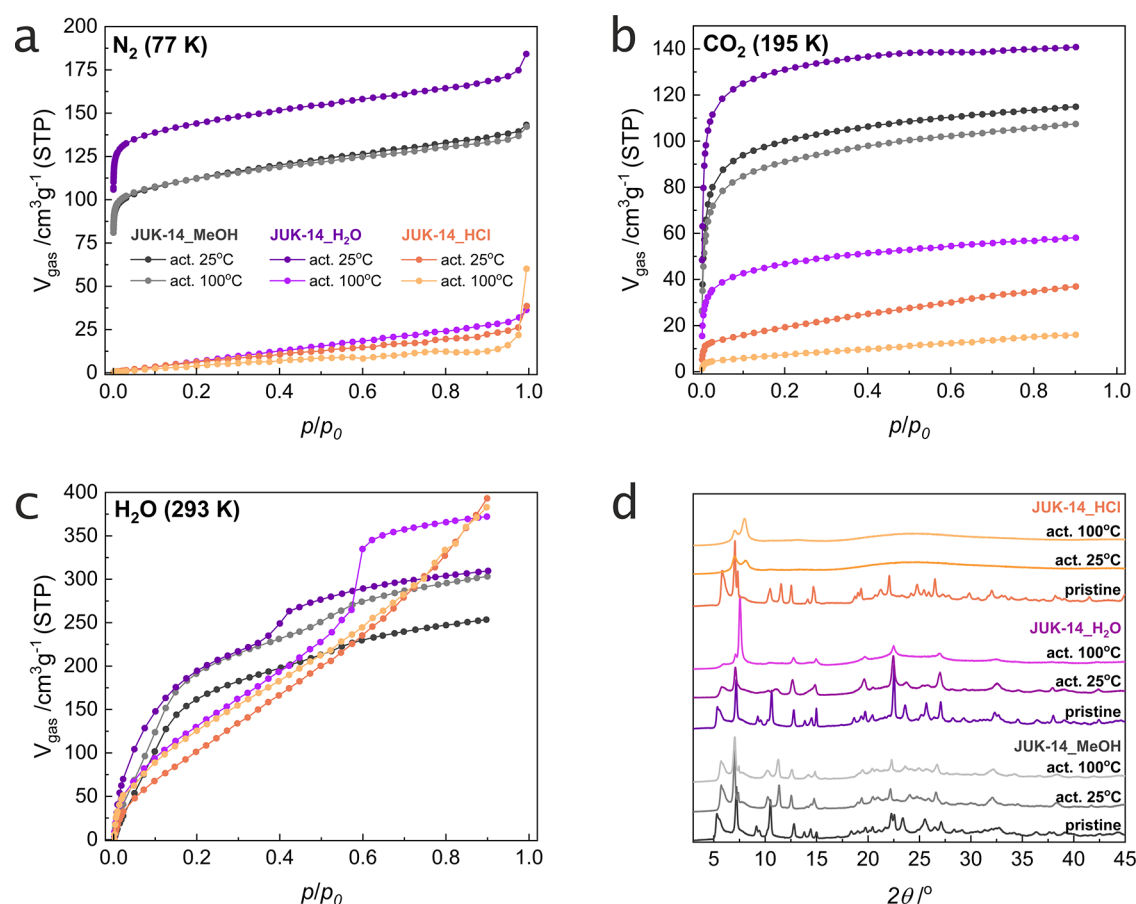 a
N₂ (77 K)
V_gas /cm³g⁻¹ (STP)
200
175
150
125
100
75
50
25
0
JUK-14_MeOH
act. 25°C
act. 100°C
JUK-14_H₂O
act. 25°C
act. 100°C
JUK-14_HCl
act. 25°C
act. 100°C
0.0 0.2 0.4 0.6 0.8 1.0
p/p₀
b
CO₂ (195 K)
V_gas /cm³g⁻¹ (STP)
140
120
100
80
60
40
20
0
0.0 0.2 0.4 0.6 0.8 1.0
p/p₀
c
H₂O (293 K)
V_gas /cm³g⁻¹ (STP)
400
350
300
250
200
150
100
50
0
0.0 0.2 0.4 0.6 0.8 1.0
p/p₀
d
JUK-14_HCl
act. 100°C
act. 25°C
pristine
JUK-14_H₂O
act. 100°C
act. 25°C
pristine
JUK-14_MeOH
act. 100°C
act. 25°C
pristine
5 10 15 20 25 30 35 40 45
2θ /°